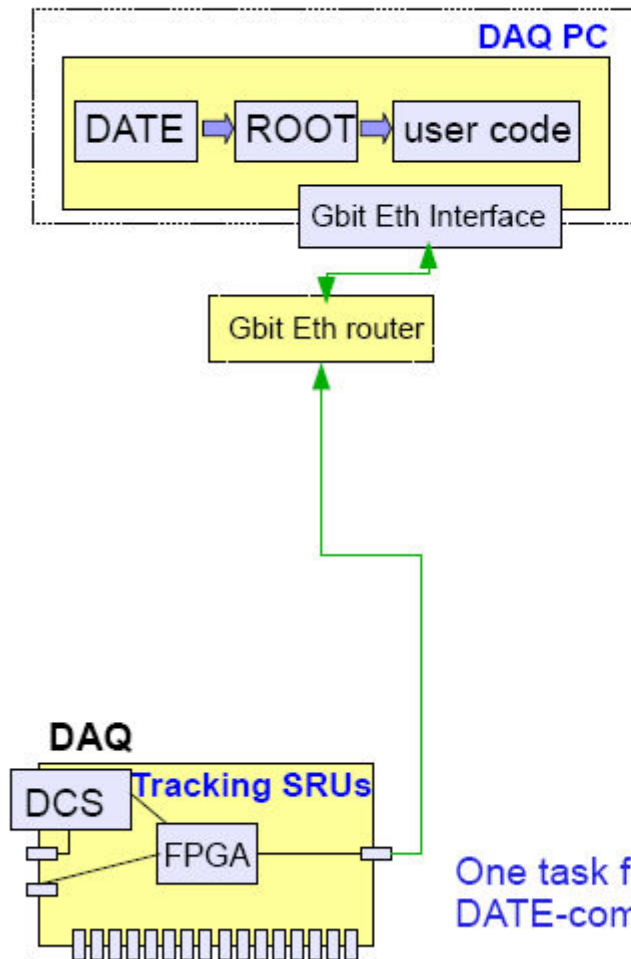 DAQ PC
DATE ROOT user code
Gbit Eth Interface
Gbit Eth router
DAQ
Tracking SRUs
DCS
FPGA
One task
DATE-com